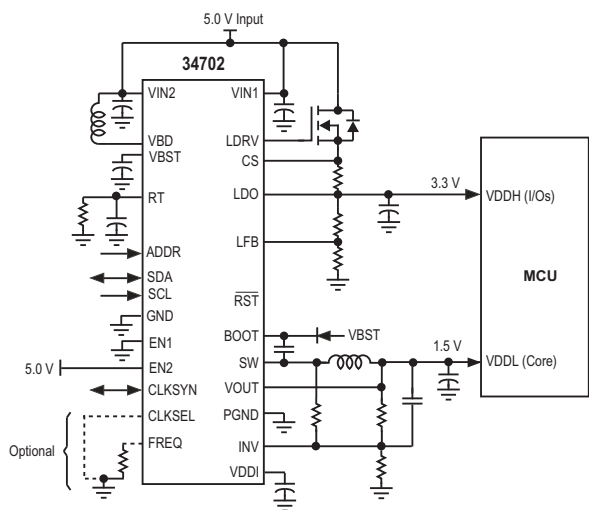 5.0 V Input
34702
VIN2
VIN1
VBD
LDRV
VBST
CS
RT
LDO
3.3 V
VDDH (I/Os)
LFB
MCU
ADDR
SDA
SCL
RST
GND
BOOT
VBST
EN1
SW
1.5 V
VDDL (Core)
5.0 V
EN2
VOUT
CLKSYN
CLKSEL
PGND
Optional
FREQ
INV
VDDI